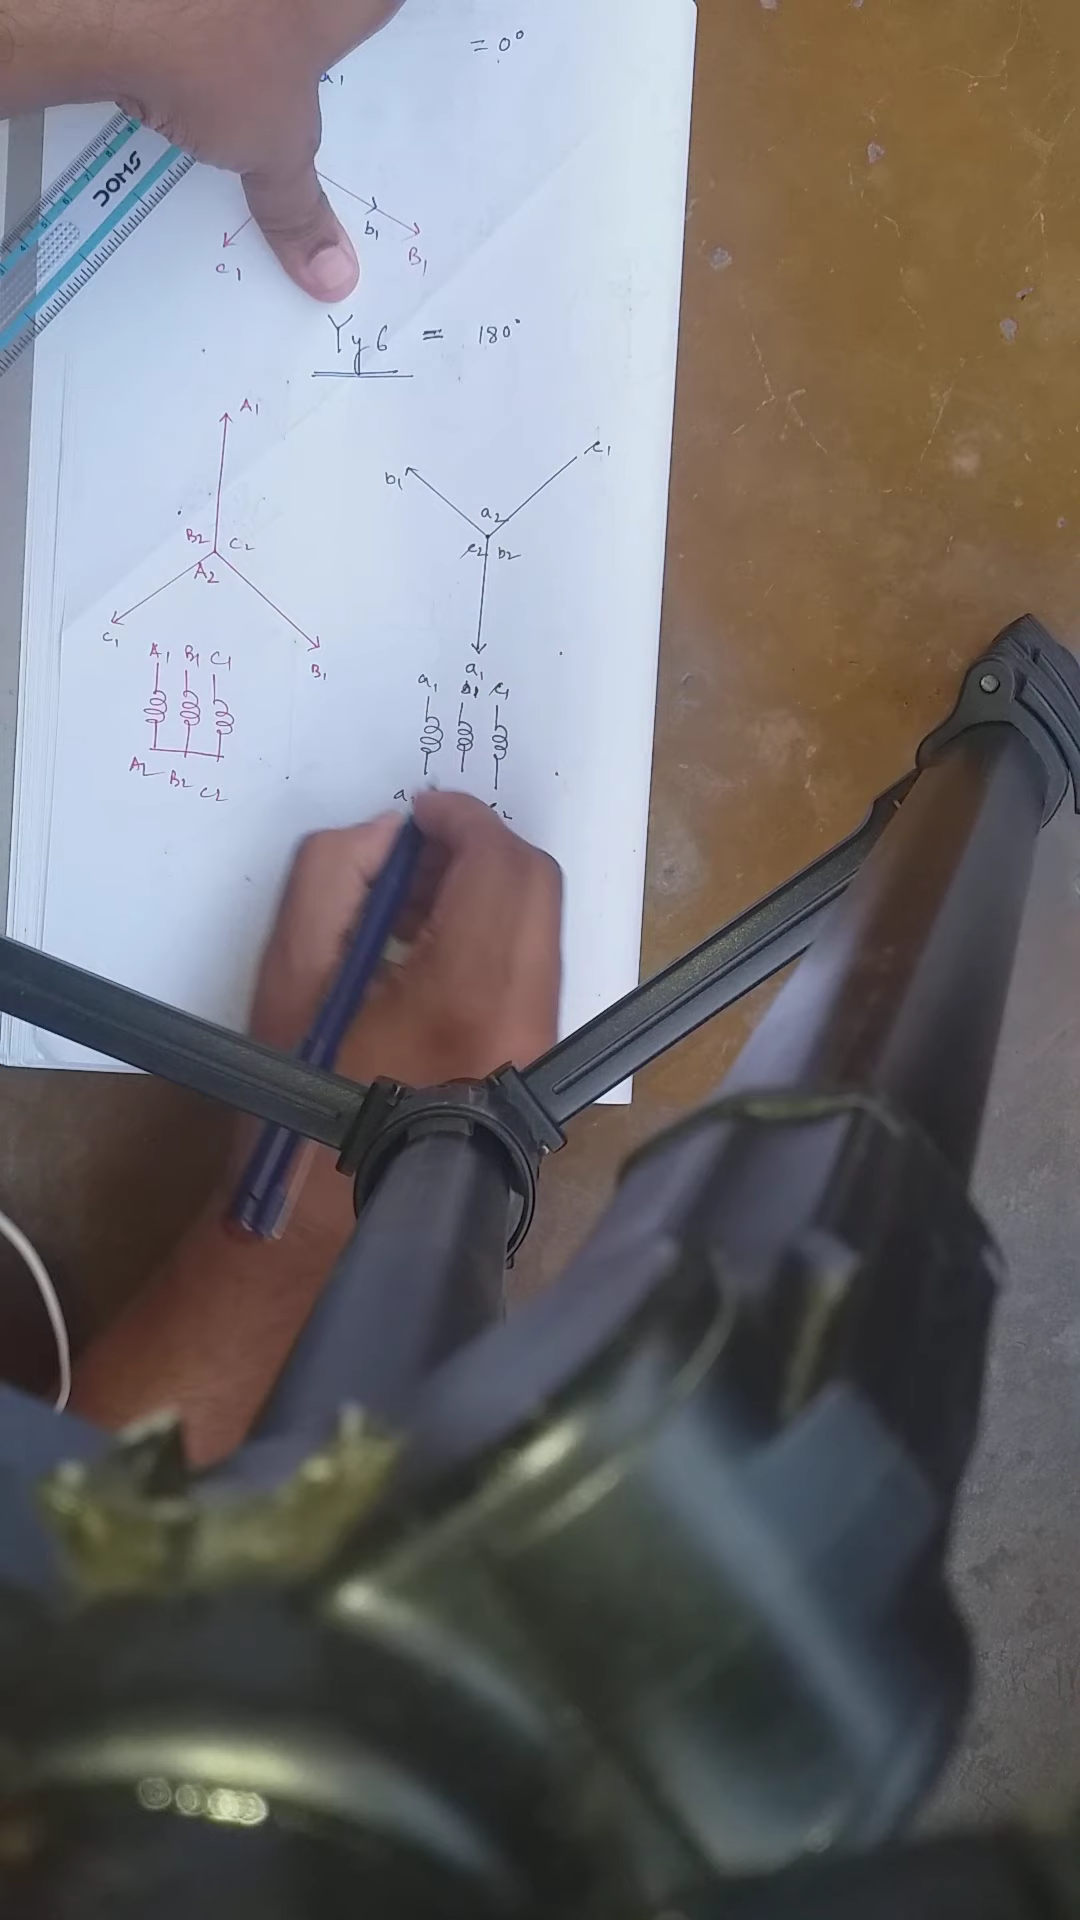 = 0°
a1
DOMS
b1
C1
B1
Yy6 = 180°
A1
b1
c1
a2
B2 C2
c2 b2
A2
C1
B1
a1
A1 B1 C1
a1 b1 c1
A2 B2 C2